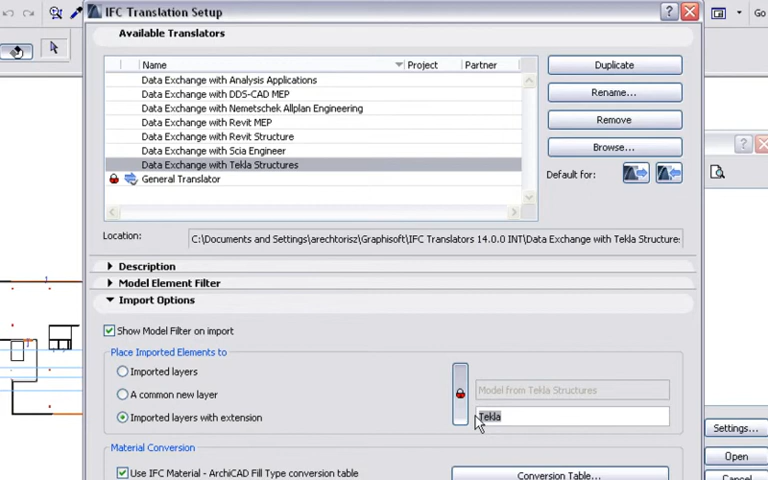 IFC Translation Setup
Go
Available Translators
Name Project Partner
Data Exchange with Analysis Applications
Data Exchange with DDS-CAD MEP
Data Exchange with Nemetschek Allplan Engineering
Data Exchange with Revit MEP
Data Exchange with Revit Structure
Data Exchange with Scia Engineer
Data Exchange with Tekla Structures
General Translator
Duplicate
Rename...
Remove
Browse...
Default for:
Location: C:\Documents and Settings\arechtorisz\Graphisoft\IFC Translators 14.0.0 INT\Data Exchange with Tekla Structure:
Description
Model Element Filter
Import Options
Show Model Filter on import
Place Imported Elements to
Imported layers
A common new layer
Model from Tekla Structures
Imported layers with extension
Tekla
Material Conversion
Use IFC Material - ArchiCAD Fill Type conversion table
Conversion Table...
Settings...
Open
Cancel